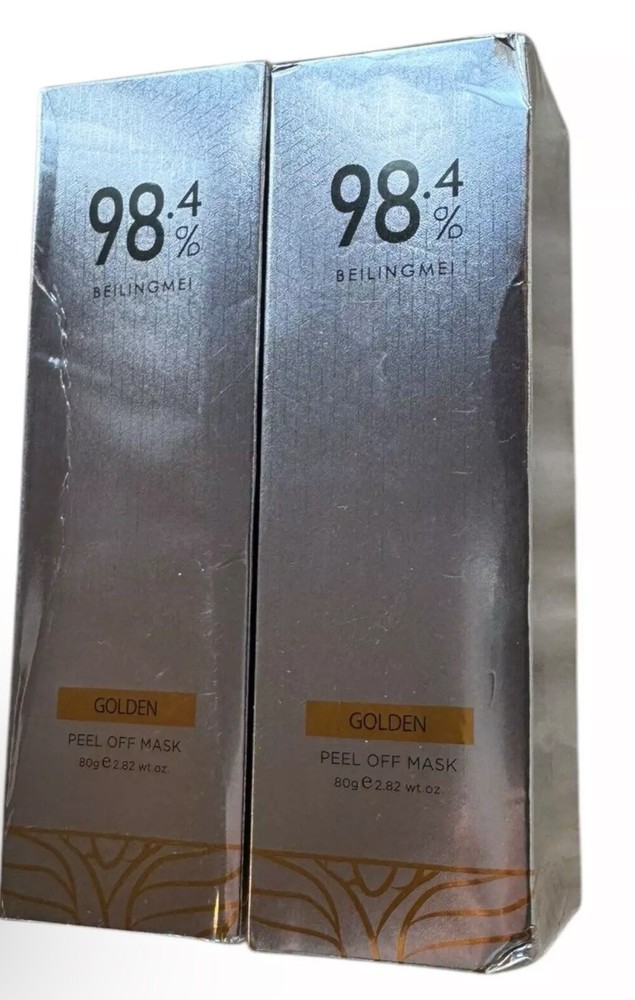 98.4%
BEILINGMEI
GOLDEN
PEEL OFF MASK
80g e 2.82 wt.oz.
98.4%
BEILINGMEI
GOLDEN
PEEL OFF MASK
80g e 2.82 wt.oz.